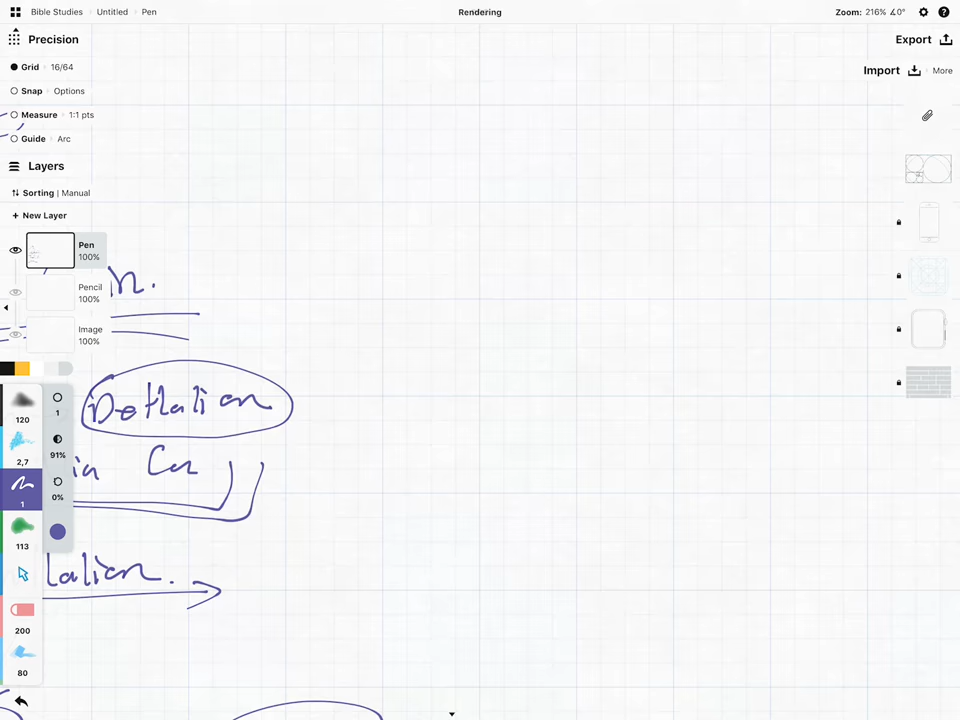 Bible Studies › Untitled › Pen
Rendering
Zoom: 216% ∡0°
Precision
Export
Grid › 16/64
Import
More
Snap › Options
Measure › 1:1 pts
Guide › Arc
Layers
Sorting | Manual
+ New Layer
Pen
100%
Pencil
100%
n.
Image
100%
1
120
Deflation
91%
2,7
in Car
0%
1
113
lation.
200
80